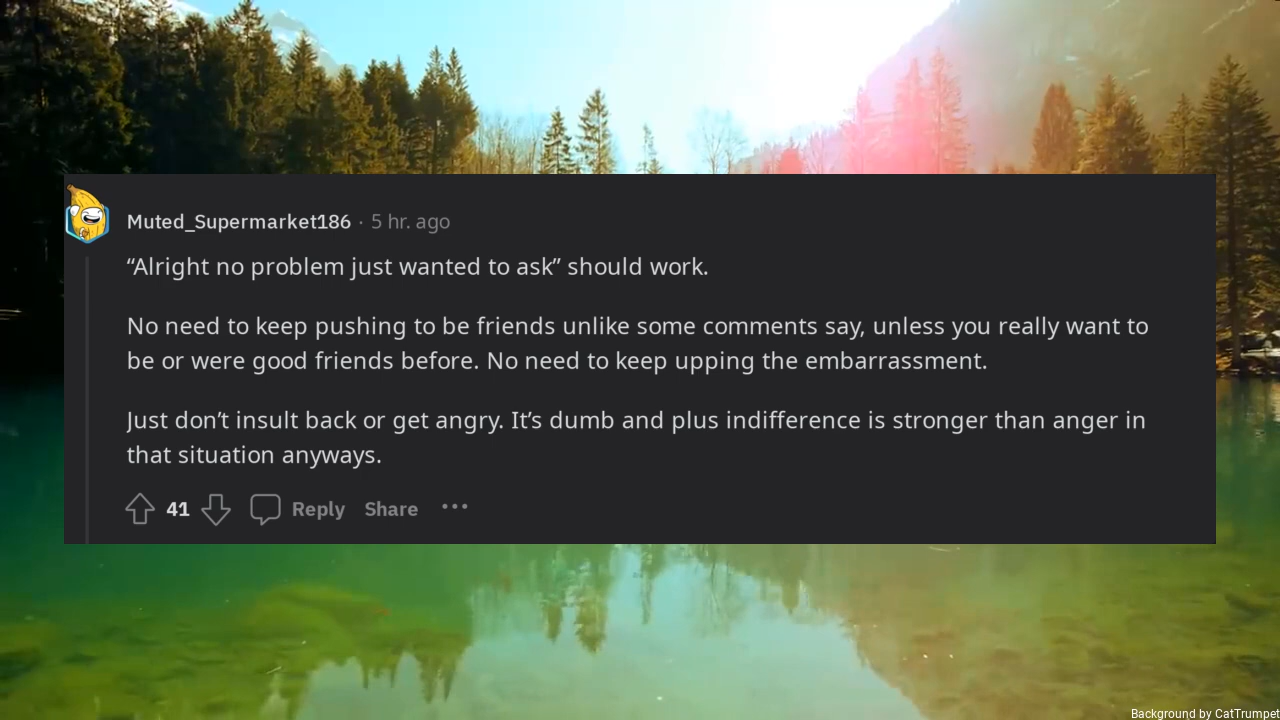 Muted_Supermarket186 · 5 hr. ago
“Alright no problem just wanted to ask” should work.
No need to keep pushing to be friends unlike some comments say, unless you really want to
be or were good friends before. No need to keep upping the embarrassment.
Just don’t insult back or get angry. It’s dumb and plus indifference is stronger than anger in
that situation anyways.
41 Reply Share ···
Background by CatTrumpet